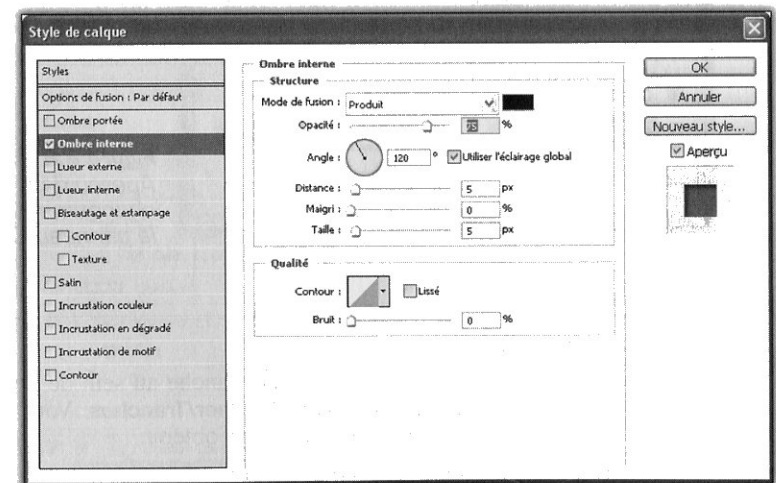 Style de calque
Styles
Options de fusion : Par défaut
Ombre portée
Ombre interne
Lueur externe
Lueur interne
Biseautage et estampage
Contour
Texture
Satin
Incrustation couleur
Incrustation en dégradé
Incrustation de motif
Contour
Ombre interne
Structure
Mode de fusion : Produit
Opacité : %
Angle : 120 ° Utiliser l'éclairage global
Distance : 5 px
Maigri : 0 %
Taille : 5 px
Qualité
Contour : Lissé
Bruit : 0 %
OK
Annuler
Nouveau style...
Aperçu